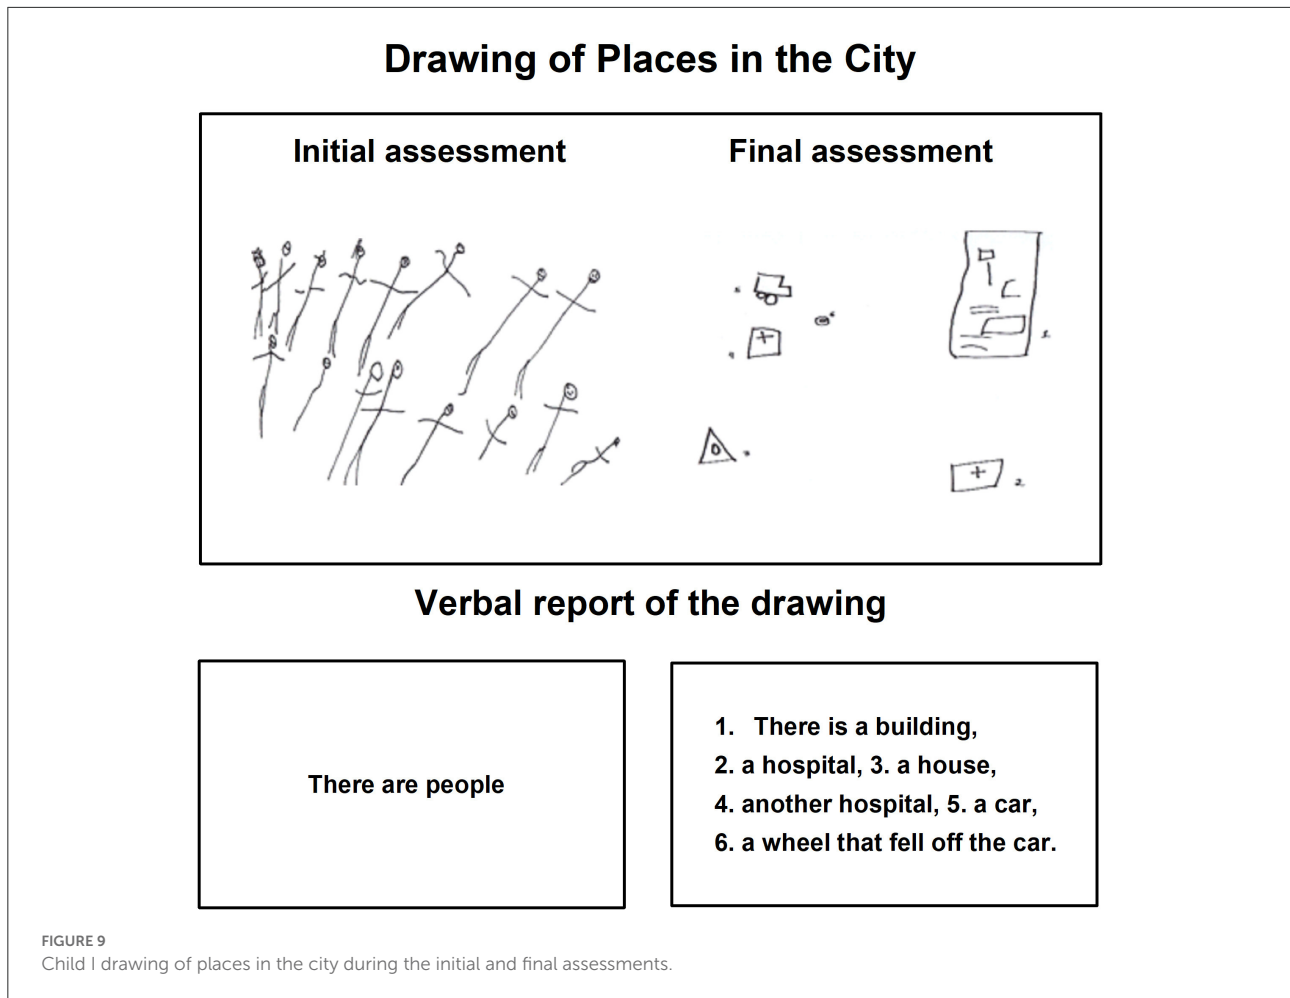 Drawing of Places in the City
Initial assessment
Final assessment
1
2
Verbal report of the drawing
There are people
1. There is a building,
2. a hospital, 3. a house,
4. another hospital, 5. a car,
6. a wheel that fell off the car.
FIGURE 9
Child I drawing of places in the city during the initial and final assessments.